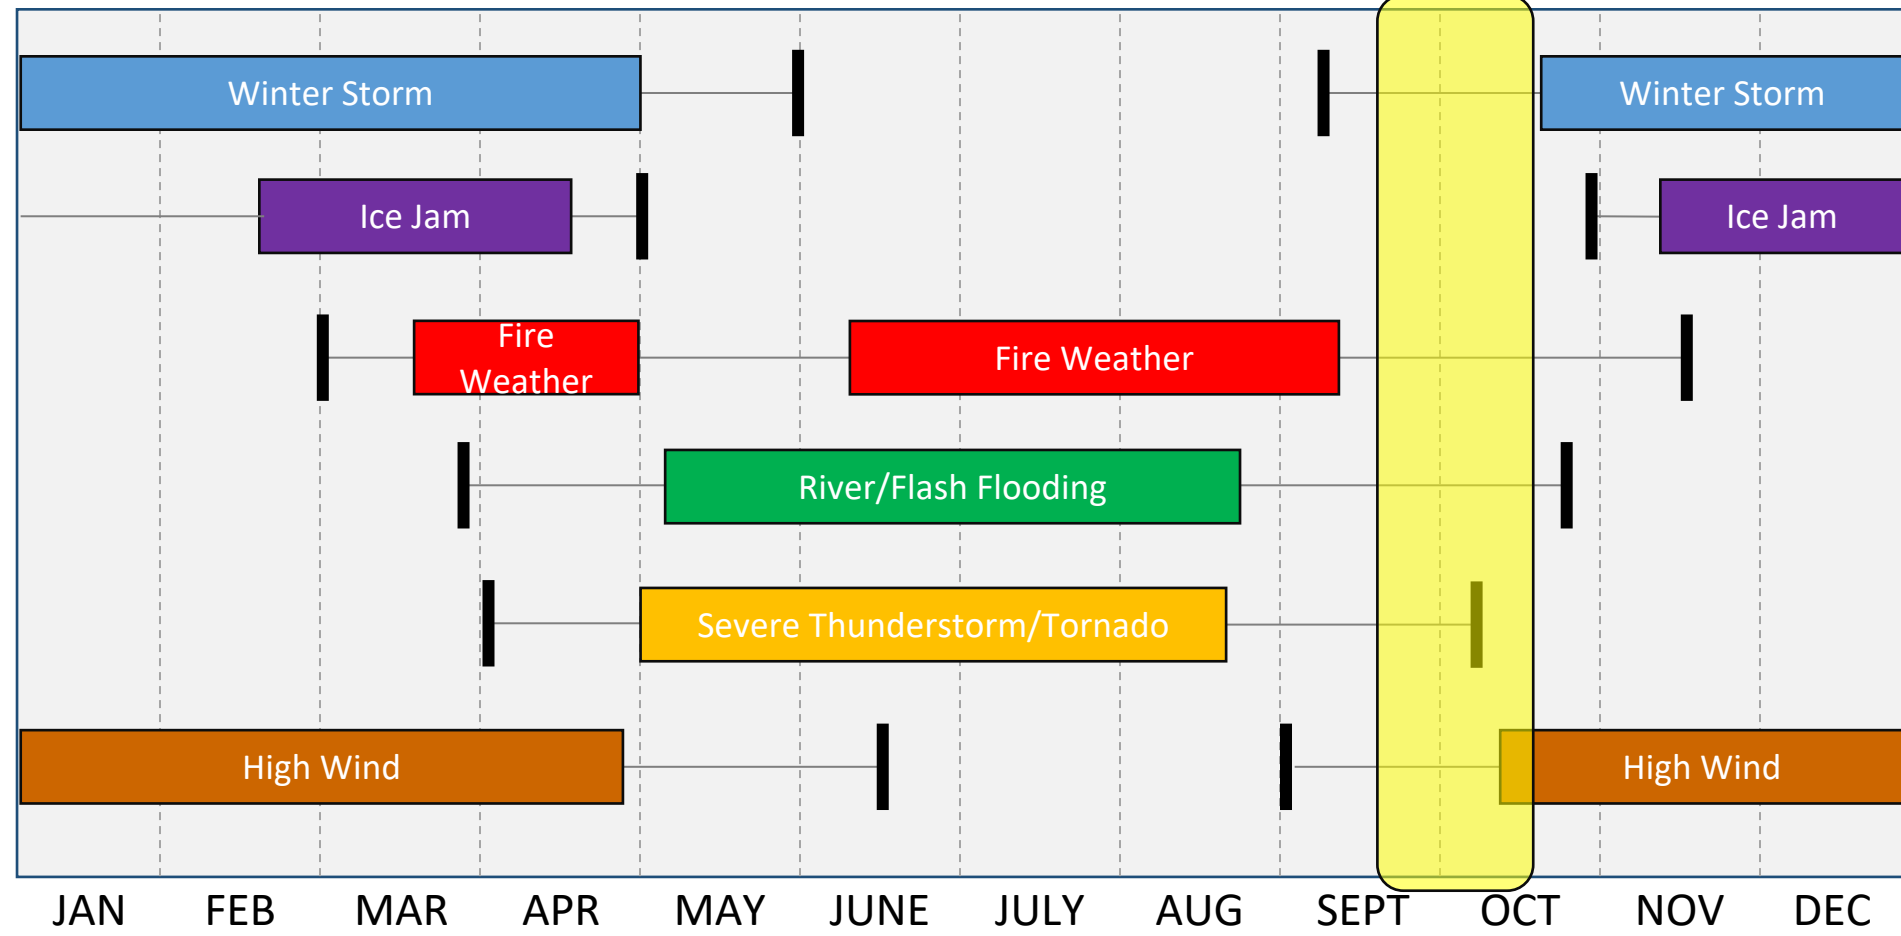 Winter Storm
Winter Storm
Ice Jam
Ice Jam
Fire
Weather
Fire Weather
River/Flash Flooding
Severe Thunderstorm/Tornado
High Wind
High Wind
JAN FEB MAR APR MAY JUNE JULY AUG SEPT OCT NOV DEC